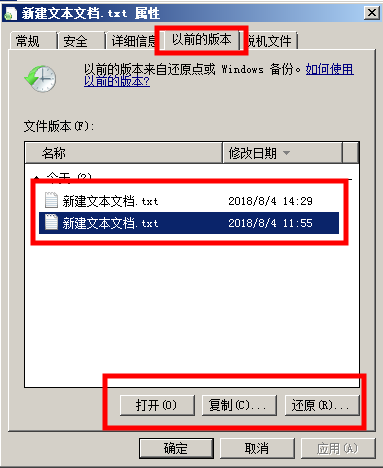 新建文本文档.txt 属性
常规 安全 详细信息 以前的版本 脱机文件
以前的版本来自还原点或 Windows 备份。如何使用
以前的版本?
文件版本(F):
名称 修改日期
今天 (2)
新建文本文档.txt 2018/8/4 14:29
新建文本文档.txt 2018/8/4 11:55
打开(O) 复制(C)... 还原(R)...
确定 取消 应用(A)